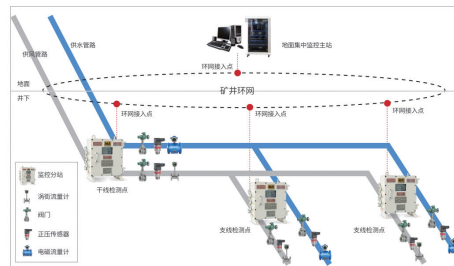 供水管路
供风管路
地面集中监控主站
环网接入点
地面
矿井环网
井下
环网接入点
环网接入点
环网接入点
监控分站
涡街流量计
阀门
正压传感器
电磁流量计
干线检测点
支线检测点
支线检测点